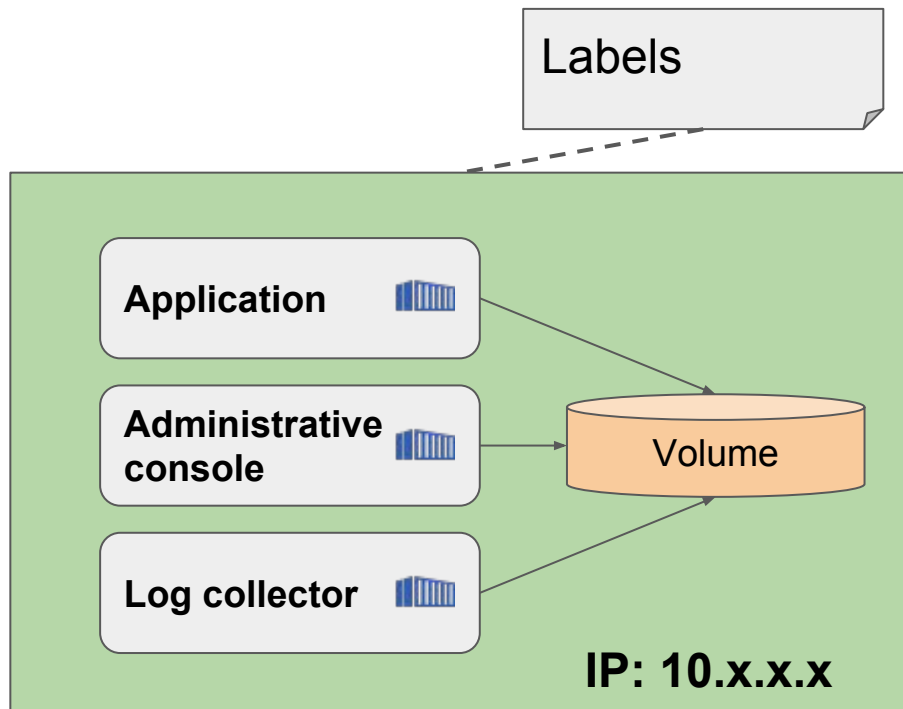 Labels
Application
Administrative
console
Volume
Log collector
IP: 10.x.x.x